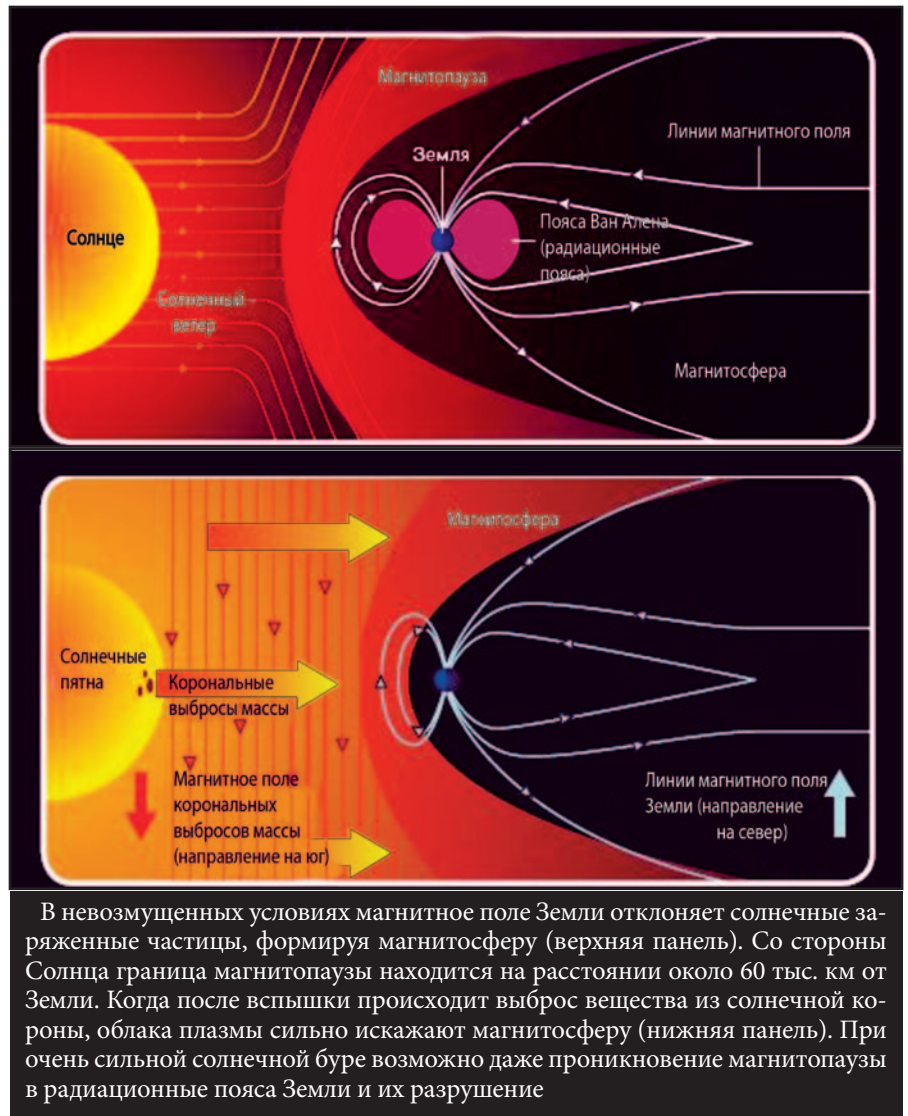 Магнитопауза
Линии магнитного поля
Земля
Солнце
Пояса Ван Алена
(радиационные
пояса)
Солнечный
ветер
Магнитосфера
Магнитосфера
Солнечные
пятна
Корональные
выбросы массы
Магнитное поле
корональных
выбросов массы
(направление на юг)
Линии магнитного поля
Земли (направление
на север)
В невозмущенных условиях магнитное поле Земли отклоняет солнечные за-
ряженные частицы, формируя магнитосферу (верхняя панель). Со стороны
Солнца граница магнитопаузы находится на расстоянии около 60 тыс. км от
Земли. Когда после вспышки происходит выброс вещества из солнечной ко-
роны, облака плазмы сильно искажают магнитосферу (нижняя панель). При
очень сильной солнечной буре возможно даже проникновение магнитопаузы
в радиационные пояса Земли и их разрушение